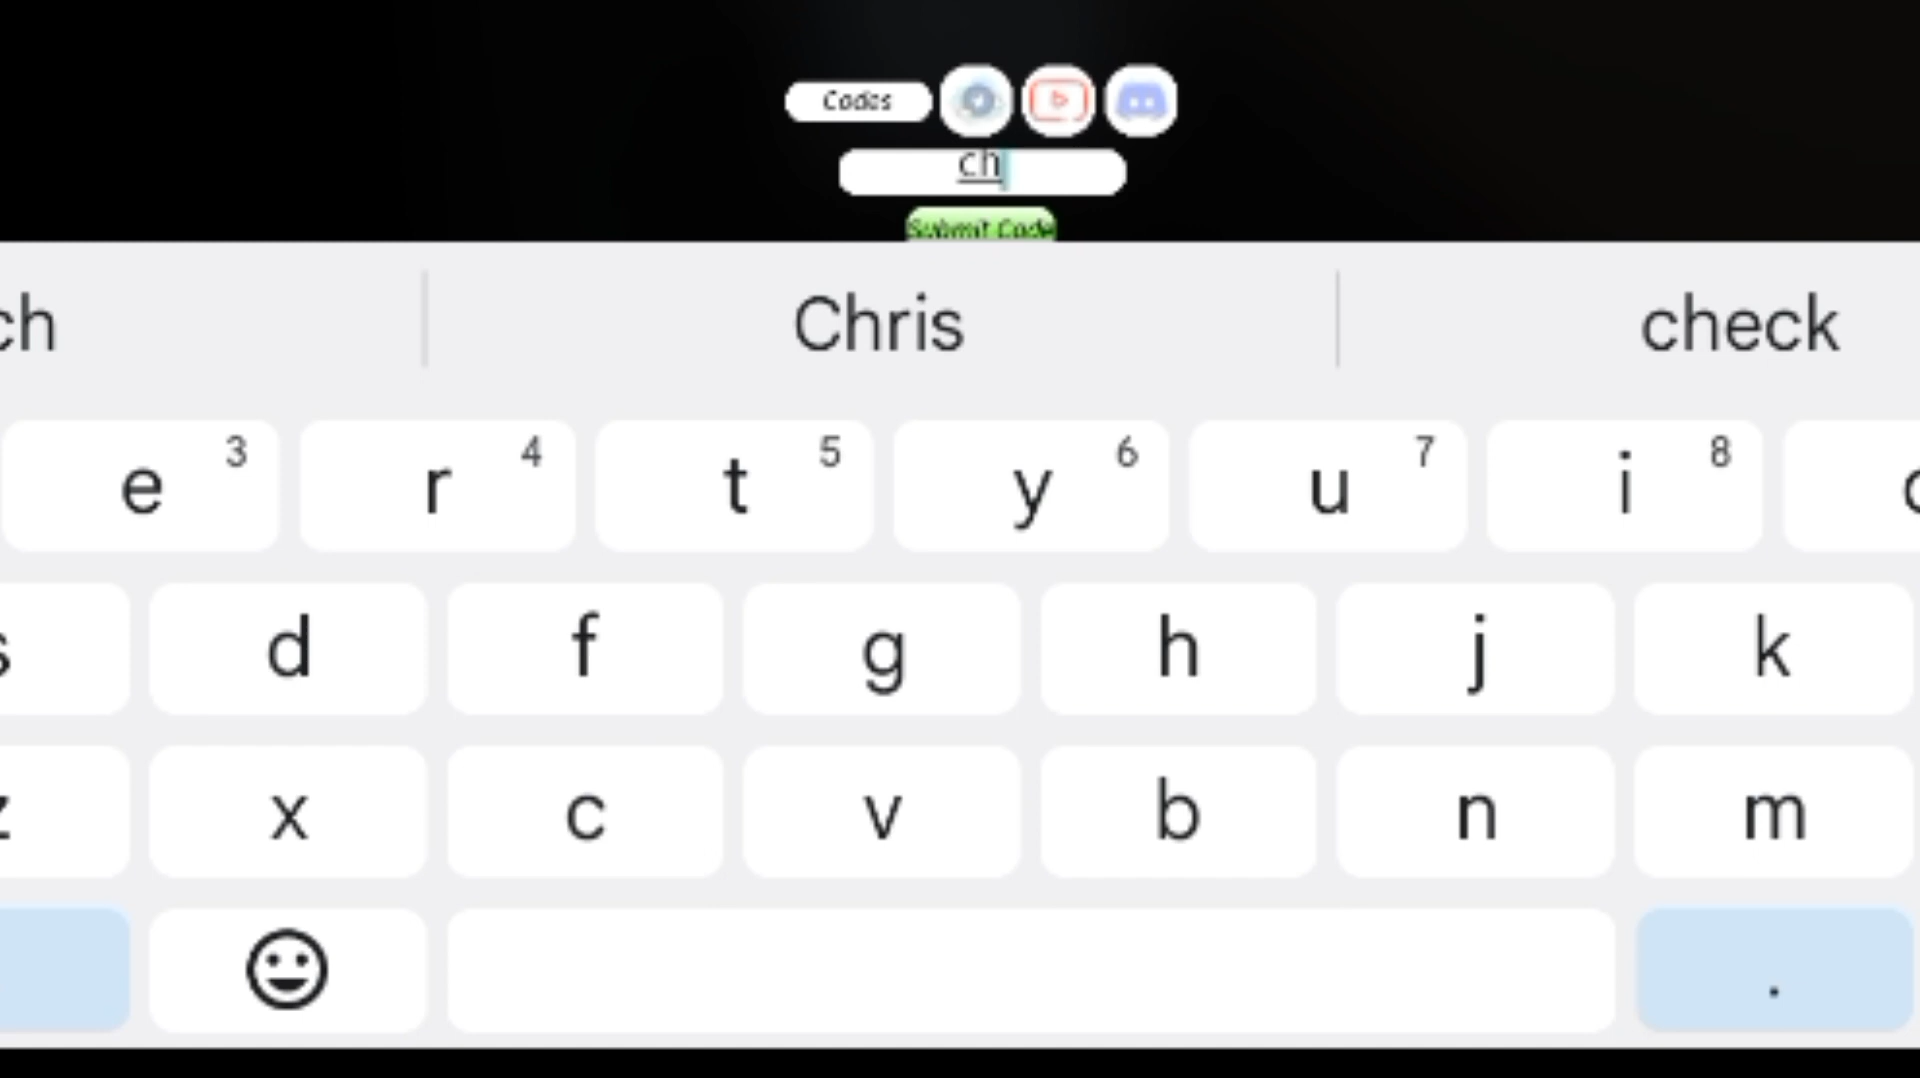 Codes
ch
Submit Code
ch Chris check
e 3 r 4 t 5 y 6 u 7 i 8
s d f g h j k
z x c v b n m
.